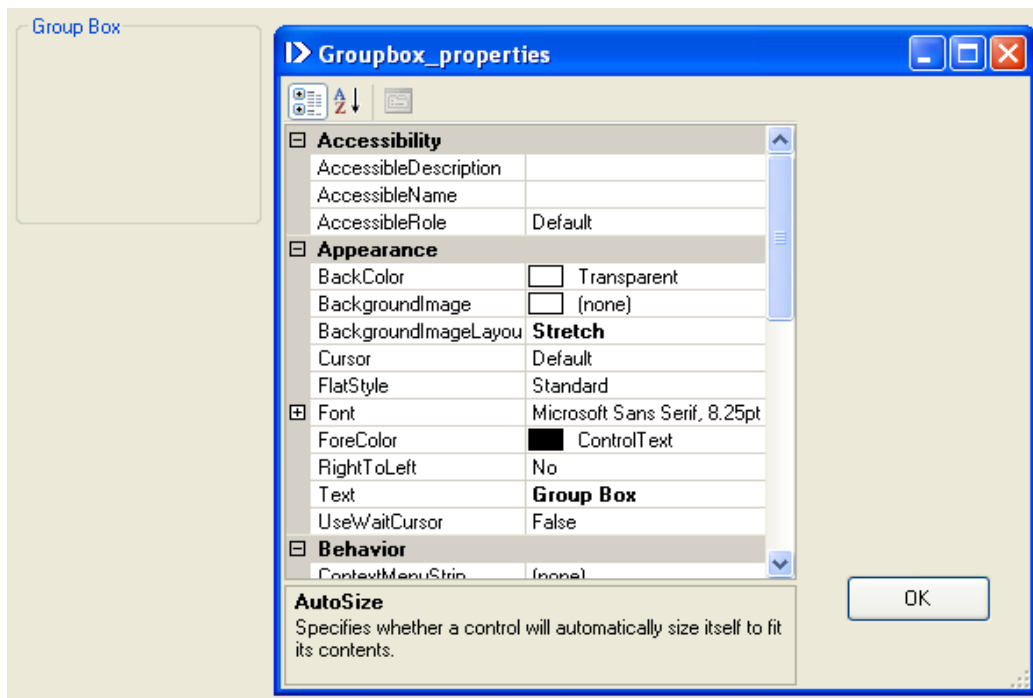 Group Box
Groupbox_properties
Accessibility
AccessibleDescription
AccessibleName
AccessibleRole Default
Appearance
BackColor Transparent
BackgroundImage (none)
BackgroundImageLayou Stretch
Cursor Default
FlatStyle Standard
Font Microsoft Sans Serif, 8.25pt
ForeColor ControlText
RightToLeft No
Text Group Box
UseWaitCursor False
Behavior
ContextMenuStrip (none)
AutoSize
Specifies whether a control will automatically size itself to fit
its contents.
OK